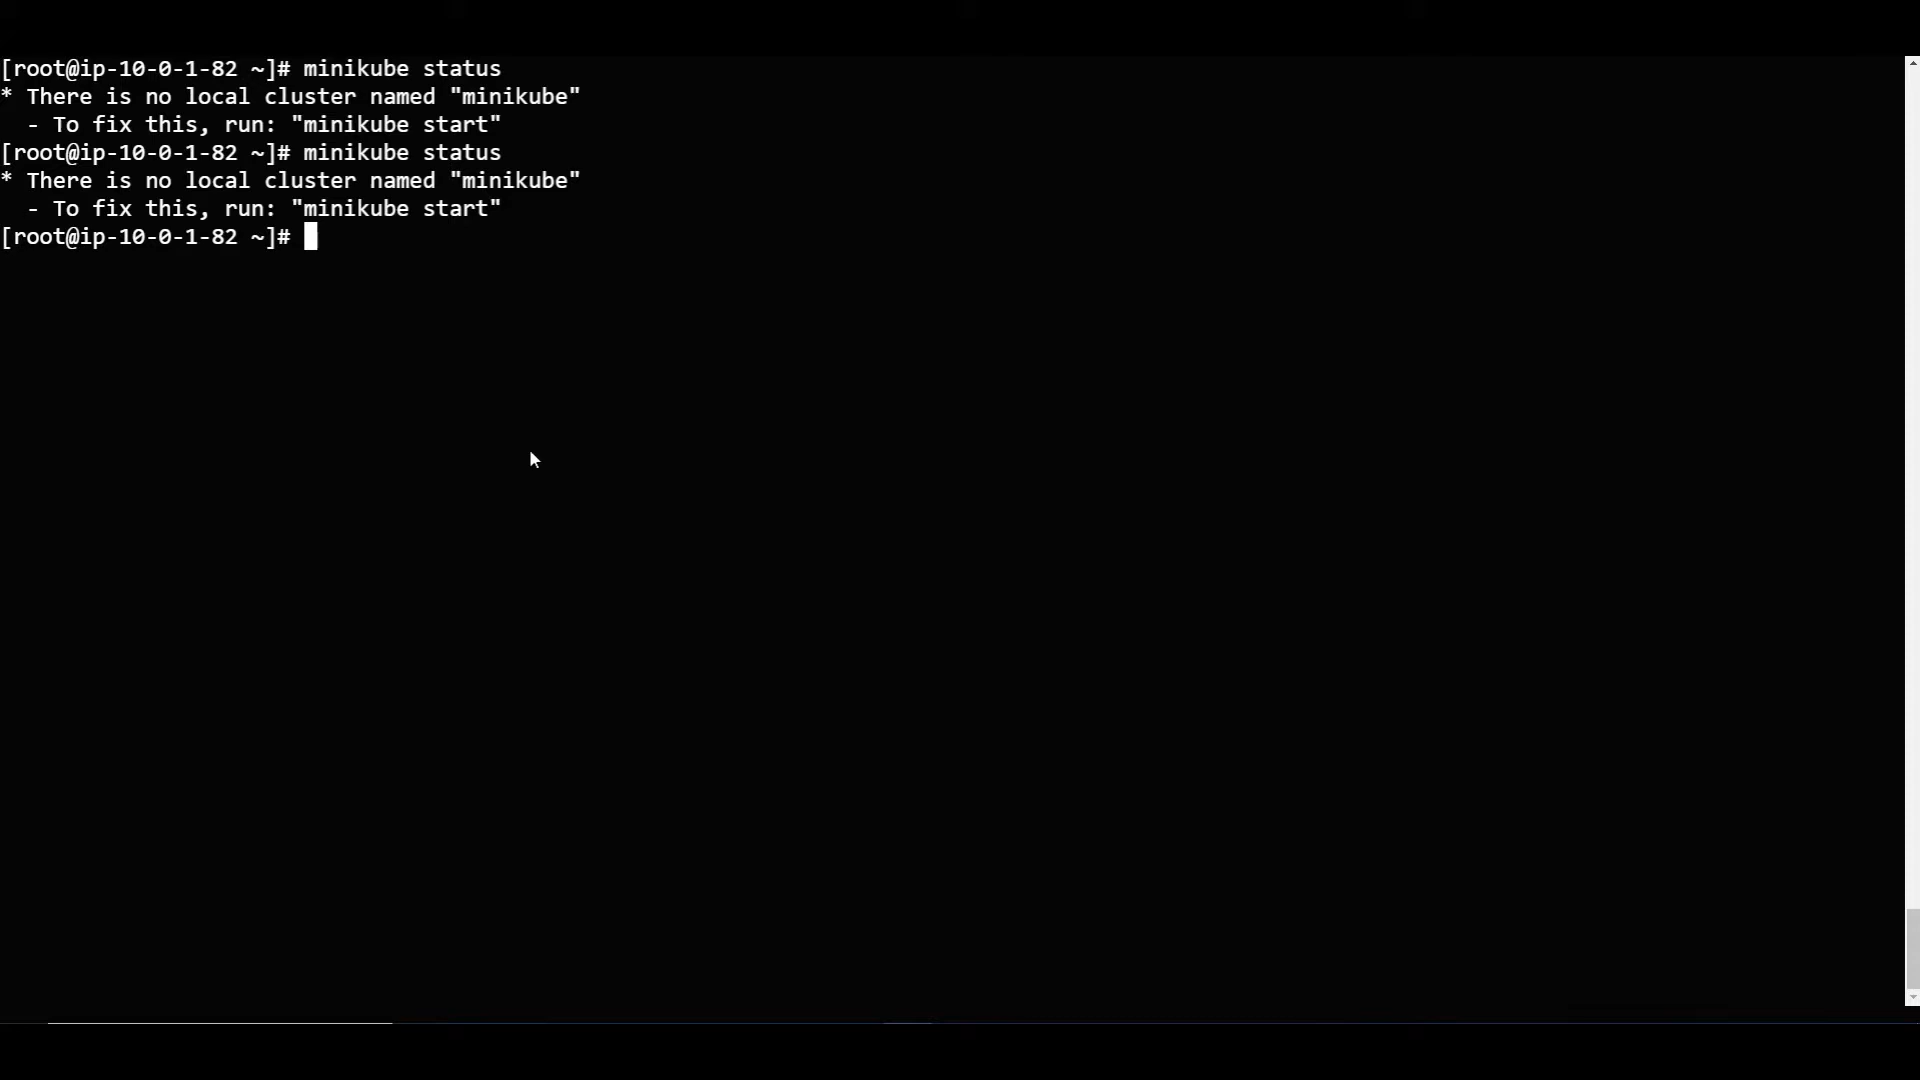 [root@ip-10-0-1-82 ~]# minikube status
* There is no local cluster named "minikube"
  - To fix this, run: "minikube start"
[root@ip-10-0-1-82 ~]# minikube status
* There is no local cluster named "minikube"
  - To fix this, run: "minikube start"
[root@ip-10-0-1-82 ~]#